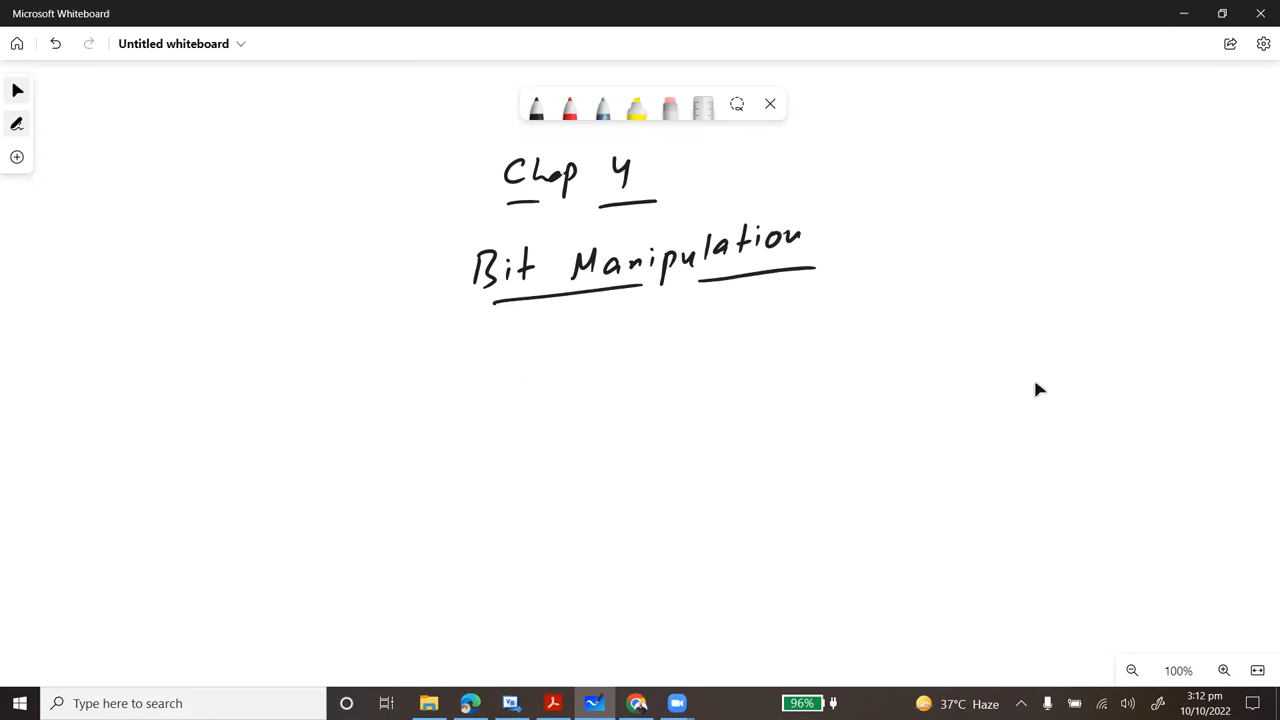 Microsoft Whiteboard
Untitled whiteboard
Chap 4
Bit Manipulation
100%
Type here to search
96%
37°C Haze
3:12 pm
10/10/2022